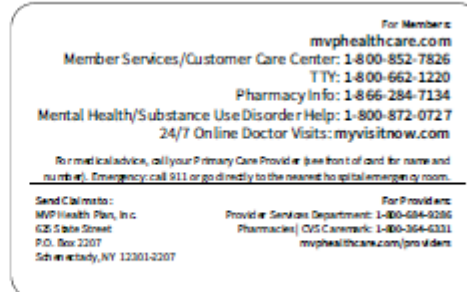 For Members:
mvphealthcare.com
Member Services/Customer Care Center: 1-800-852-7826
TTY: 1-800-662-1220
Pharmacy Info: 1-866-284-7134
Mental Health/Substance Use Disorder Help: 1-800-872-0727
24/7 Online Doctor Visits: myvisitnow.com
For medical advice, call your Primary Care Provider (see front of card for name and
number). Emergency: call 911 or go directly to the nearest hospital emergency room.
Send Claims to:
MVP Health Plan, Inc.
625 State Street
P.O. Box 2207
Schenectady, NY 12301-2207
For Providers:
Provider Services Department: 1-800-684-9286
Pharmacies| CVS Caremark: 1-800-364-6331
mvphealthcare.com/providers